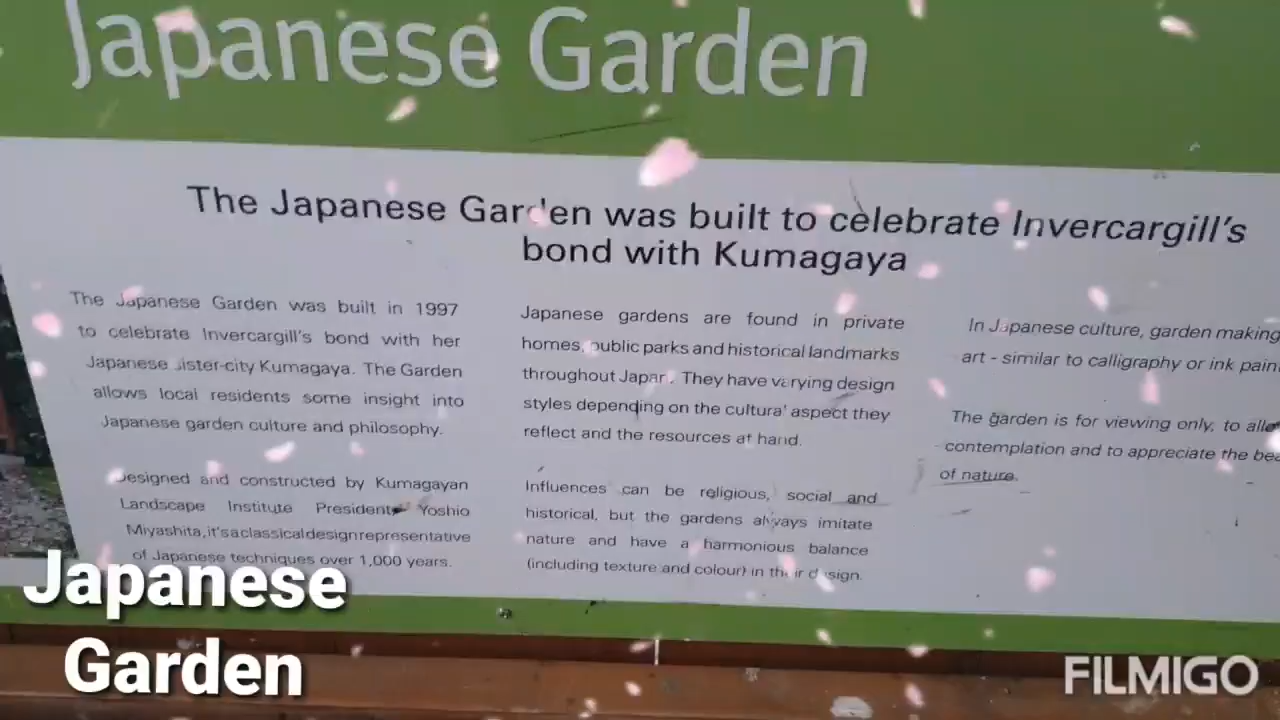 Japanese Garden
The Japanese Garden was built to celebrate Invercargill's
bond with Kumagaya
The Japanese Garden was built in 1997
to celebrate Invercargill's bond with her
Japanese sister-city Kumagaya. The Garden
allows local residents some insight into
Japanese garden culture and philosophy.
Designed and constructed by Kumagayan
Landscape Institute President Yoshio
Miyashita, it's a classical design representative
of Japanese techniques over 1,000 years.
Japanese gardens are found in private
homes, public parks and historical landmarks
throughout Japan. They have varying design
styles depending on the cultural aspect they
reflect and the resources at hand.
Influences can be religious, social and
historical, but the gardens always imitate
nature and have a harmonious balance
(including texture and colour) in their design.
In Japanese culture, garden making
art - similar to calligraphy or ink
The garden is for viewing only, to
contemplation and to appreciate the
of nature.
Japanese
Garden
FILMIGO